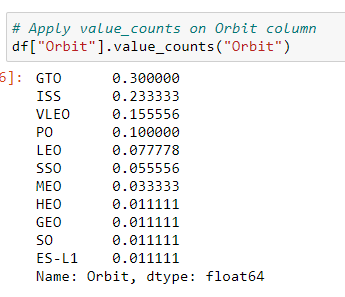 # Apply value_counts on Orbit column
df["Orbit"].value_counts("Orbit")
6]: GTO 0.300000
ISS 0.233333
VLEO 0.155556
PO 0.100000
LEO 0.077778
SSO 0.055556
MEO 0.033333
HEO 0.011111
GEO 0.011111
SO 0.011111
ES-L1 0.011111
Name: Orbit, dtype: float64